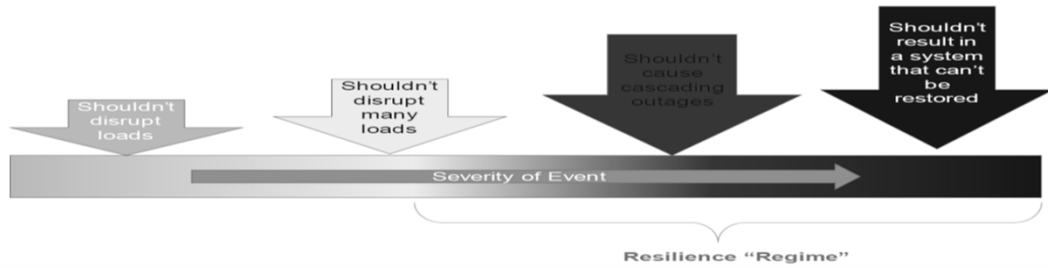 Shouldn't
disrupt
loads
Shouldn't
disrupt
many
loads
Shouldn't
cause
cascading
outages
Shouldn't
result in
a system
that can't
be
restored
Severity of Event
Resilience “Regime”